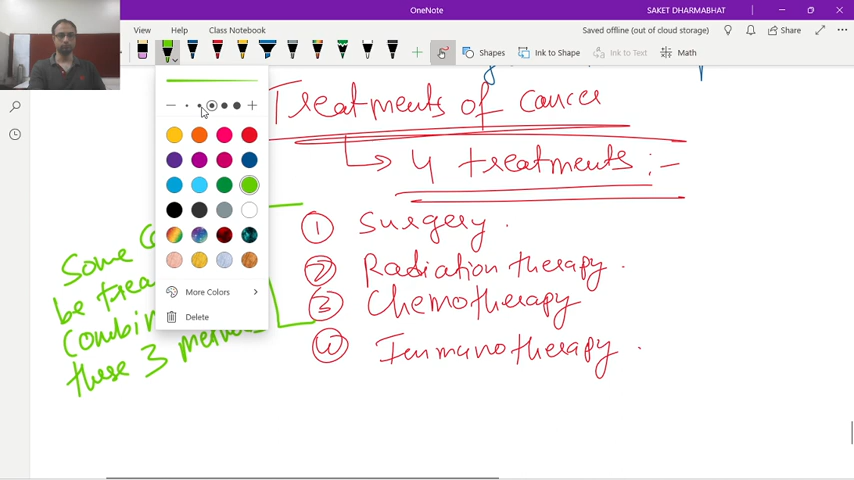 OneNote
SAKET DHARMABHAT
View Help Class Notebook
Saved offline (out of cloud storage)
Share
Shapes
Ink to Shape
Ink to Text
Math
Treatments of cancer
4 treatments :-
① Surgery .
② Radiation therapy .
③ Chemotherapy
④ Immunotherapy .
Some
be trea
Combin
these 3 methods
More Colors
Delete